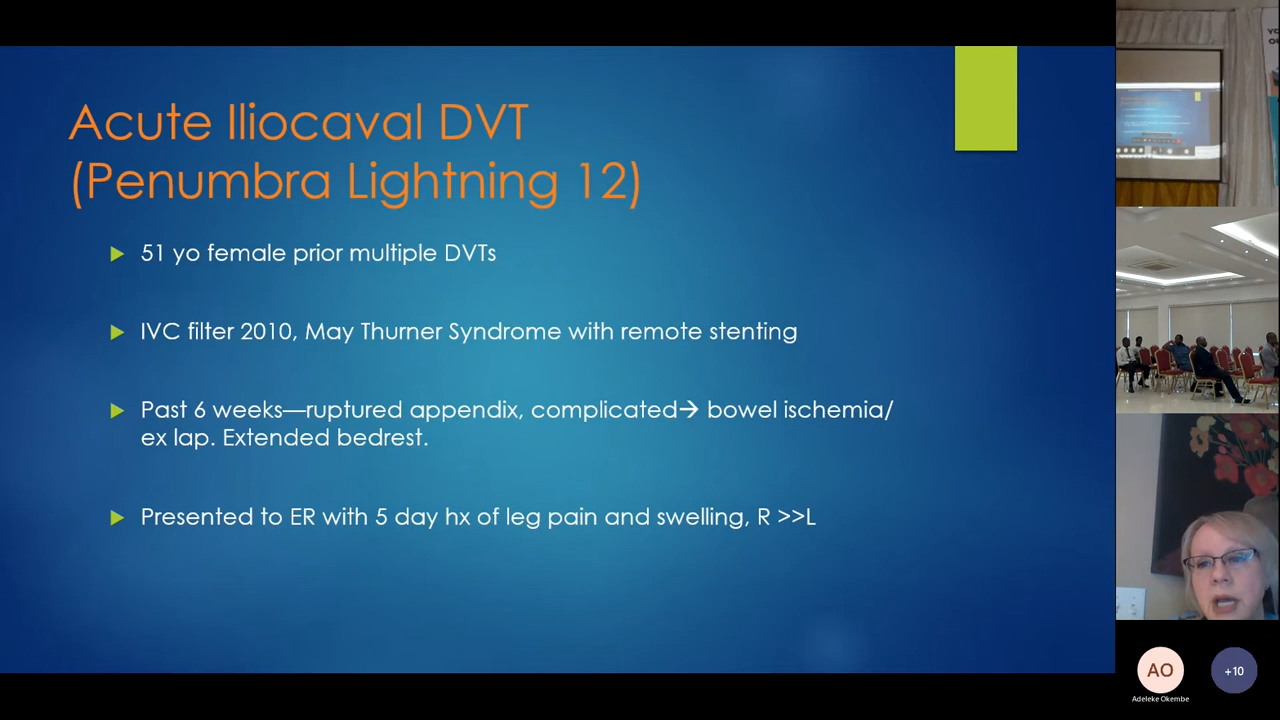 Acute Iliocaval DVT
(Penumbra Lightning 12)
51 yo female prior multiple DVTs
IVC filter 2010, May Thurner Syndrome with remote stenting
Past 6 weeks—ruptured appendix, complicated→ bowel ischemia/
ex lap. Extended bedrest.
Presented to ER with 5 day hx of leg pain and swelling, R >>L
AO
Adeleke Okembe
+10